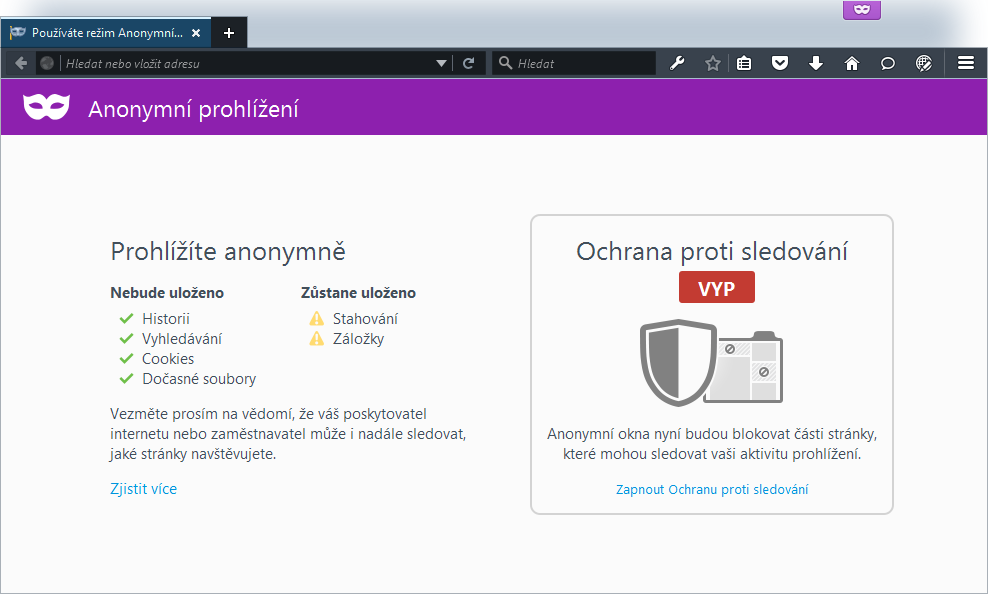 Používáte režim Anonymní...
Hledat nebo vložit adresu
Hledat
Anonymní prohlížení
Prohlížíte anonymně
Nebude uloženo
Historii
Vyhledávání
Cookies
Dočasné soubory
Zůstane uloženo
Stahování
Záložky
Vezměte prosím na vědomí, že váš poskytovatel
internetu nebo zaměstnavatel může i nadále sledovat,
jaké stránky navštěvujete.
Zjistit více
Ochrana proti sledování
VYP
Anonymní okna nyní budou blokovat části stránky,
které mohou sledovat vaši aktivitu prohlížení.
Zapnout Ochranu proti sledování